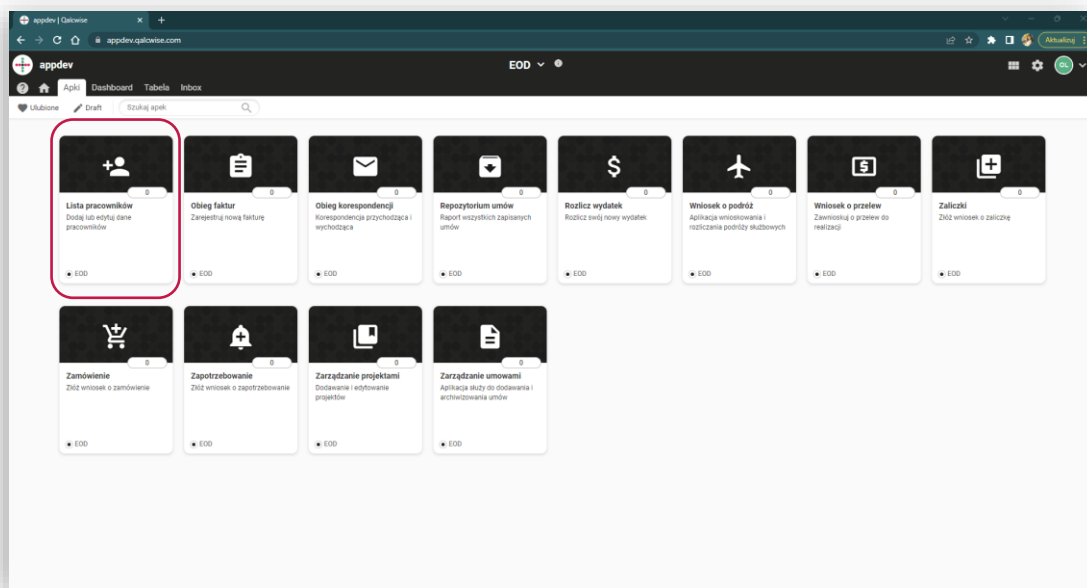 appdev | Qalcwise
appdev.qalcwise.com
Aktualizuj
appdev
EOD
OL
Apki Dashboard Tabela Inbox
Ulubione Draft Szukaj apek
0 0 0 0 0 0 0 0
Lista pracowników
Dodaj lub edytuj dane
pracowników
EOD
Obieg faktur
Zarejestruj nową fakturę
EOD
Obieg korespondencji
Korespondencja przychodząca i
wychodząca
EOD
Repozytorium umów
Raport wszystkich zapisanych
umów
EOD
Rozlicz wydatek
Rozlicz swój nowy wydatek
EOD
Wniosek o podróż
Aplikacja wnioskowania i
rozliczania podróży służbowych
EOD
Wniosek o przelew
Zawnioskuj o przelew do
realizacji
EOD
Zaliczki
Złóż wniosek o zaliczkę
EOD
0 0 0 0
Zamówienie
Złóż wniosek o zamówienie
EOD
Zapotrzebowanie
Złóż wniosek o zapotrzebowanie
EOD
Zarządzanie projektami
Dodawanie i edytowanie
projektów
EOD
Zarządzanie umowami
Aplikacja służy do dodawania i
archiwizowania umów
EOD